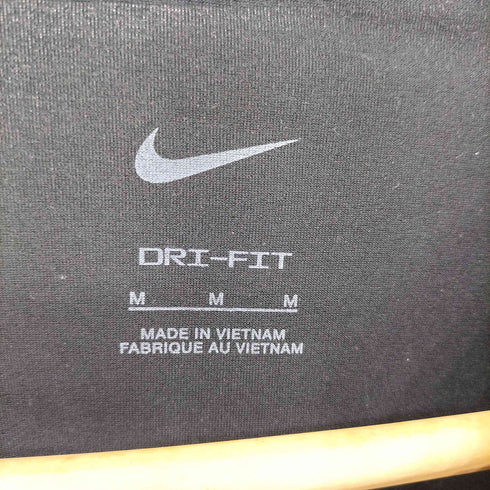 DRI-FIT
M M M
MADE IN VIETNAM
FABRIQUE AU VIETNAM